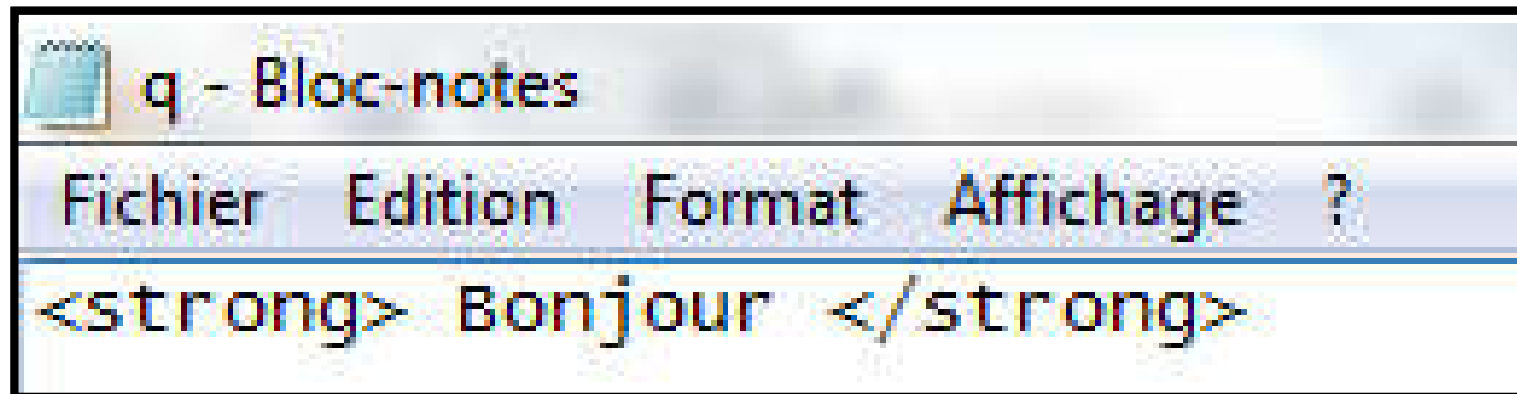 q - Bloc-notes
Fichier Edition Format Affichage ?
<strong> Bonjour </strong>